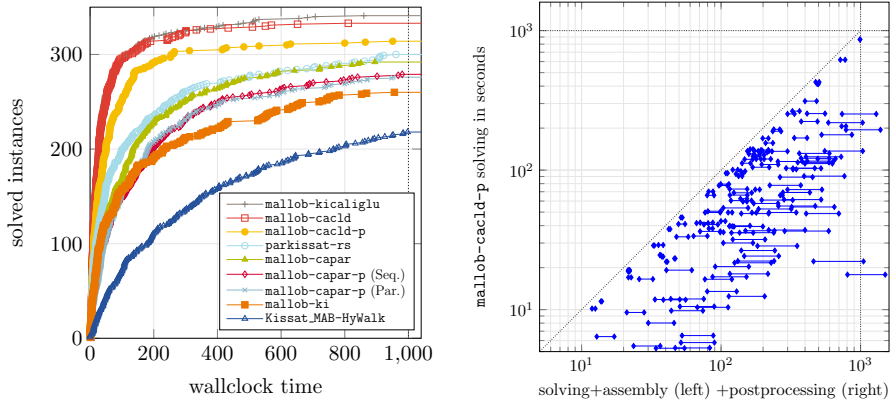 300
200
100
0
0
200
400
600
800
1,000
solved instances
wallclock time
mallob-kicaliglu
mallob-cacld
mallob-cacld-p
parkissat-rs
mallob-capar
mallob-capar-p (Seq.)
mallob-capar-p (Par.)
mallob-ki
Kissat_MAB-HyWalk
10³
10²
10¹
10¹
10²
10³
mallob-cacld-p solving in seconds
solving+assembly (left) +postprocessing (right)